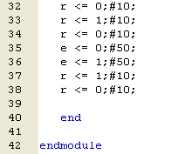 32 r <= 0;#10;
33 r <= 1;#10;
34 r <= 0;#10;
35 e <= 0;#50;
36 e <= 1;#50;
37 r <= 1;#10;
38 r <= 0;#10;
39
40 end
41
42 endmodule